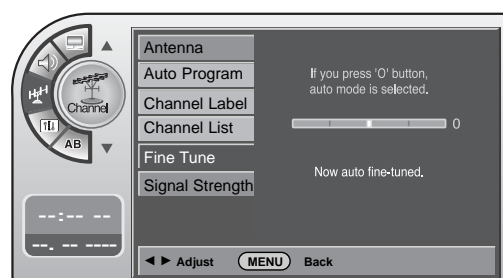 Antenna
Auto Program
Channel Label
Channel List
Fine Tune
Signal Strength
Channel
AB
If you press 'O' button,
auto mode is selected.
0
Now auto fine-tuned.
--:-- --
--. -- ----
◄ ► Adjust MENU Back